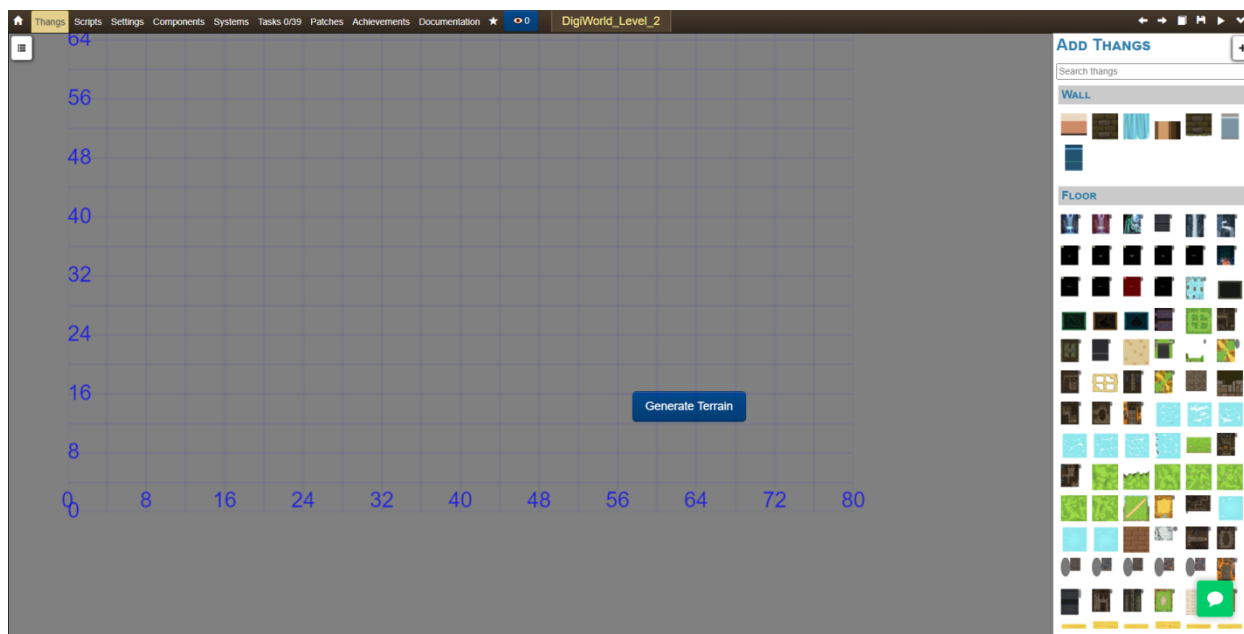 Thangs Scripts Settings Components Systems Tasks 0/39 Patches Achievements Documentation 0 DigiWorld_Level_2
ADD THANGS
Search thangs
WALL
FLOOR
64
56
48
40
32
24
16
Generate Terrain
8
0
0 8 16 24 32 40 48 56 64 72 80